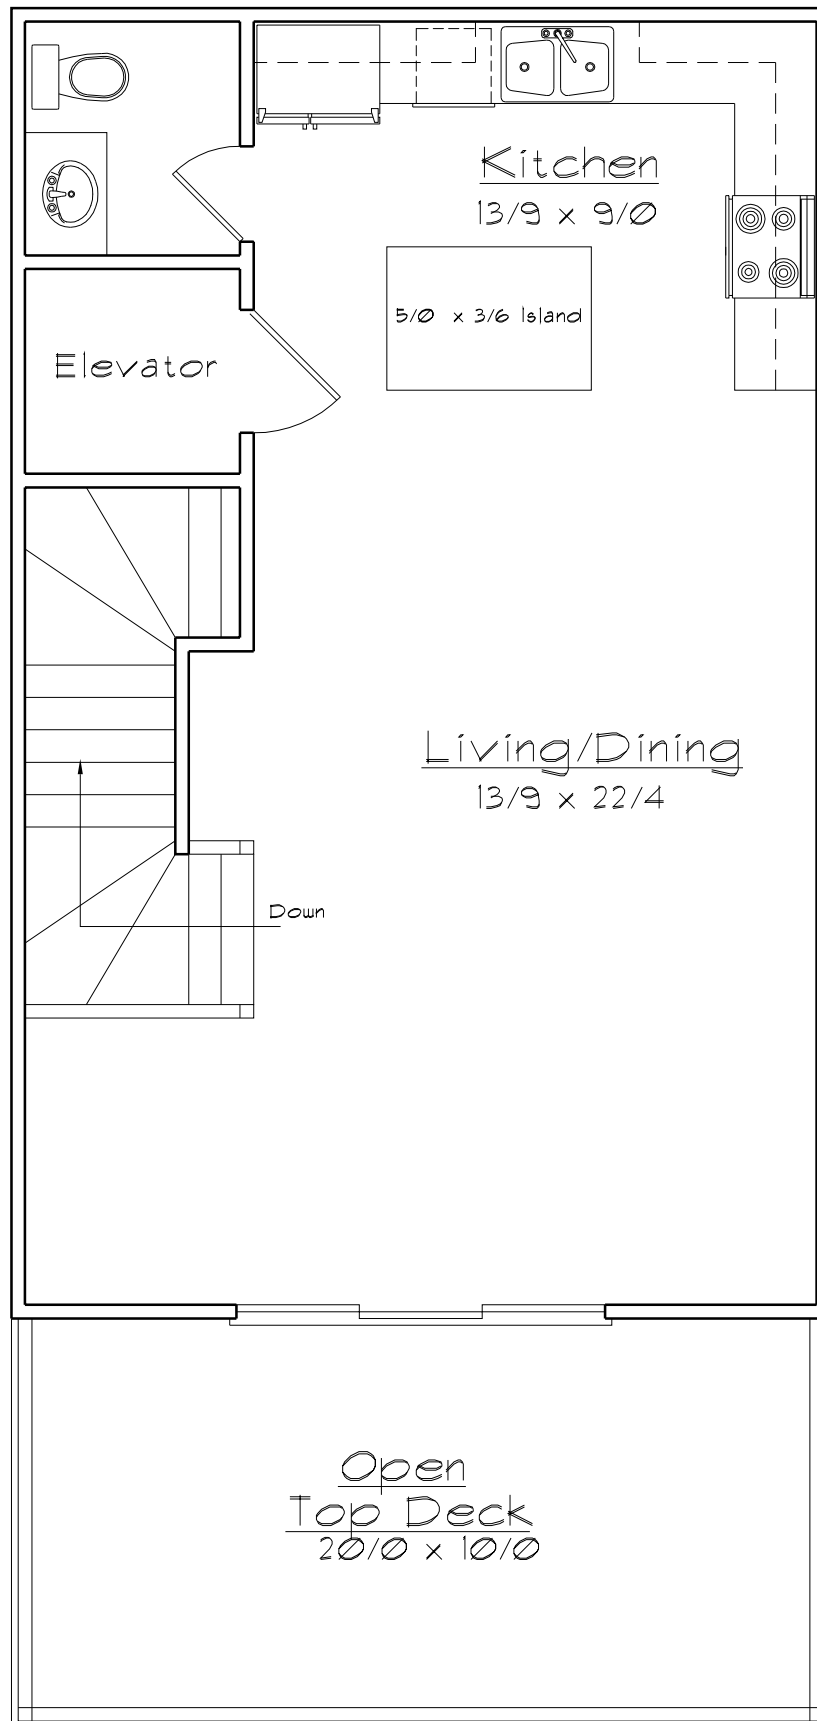 Kitchen
13/9 x 9/0
5/0 x 3/6 Island
Elevator
Living/Dining
13/9 x 22/4
Down
Open
Top Deck
20/0 x 10/0